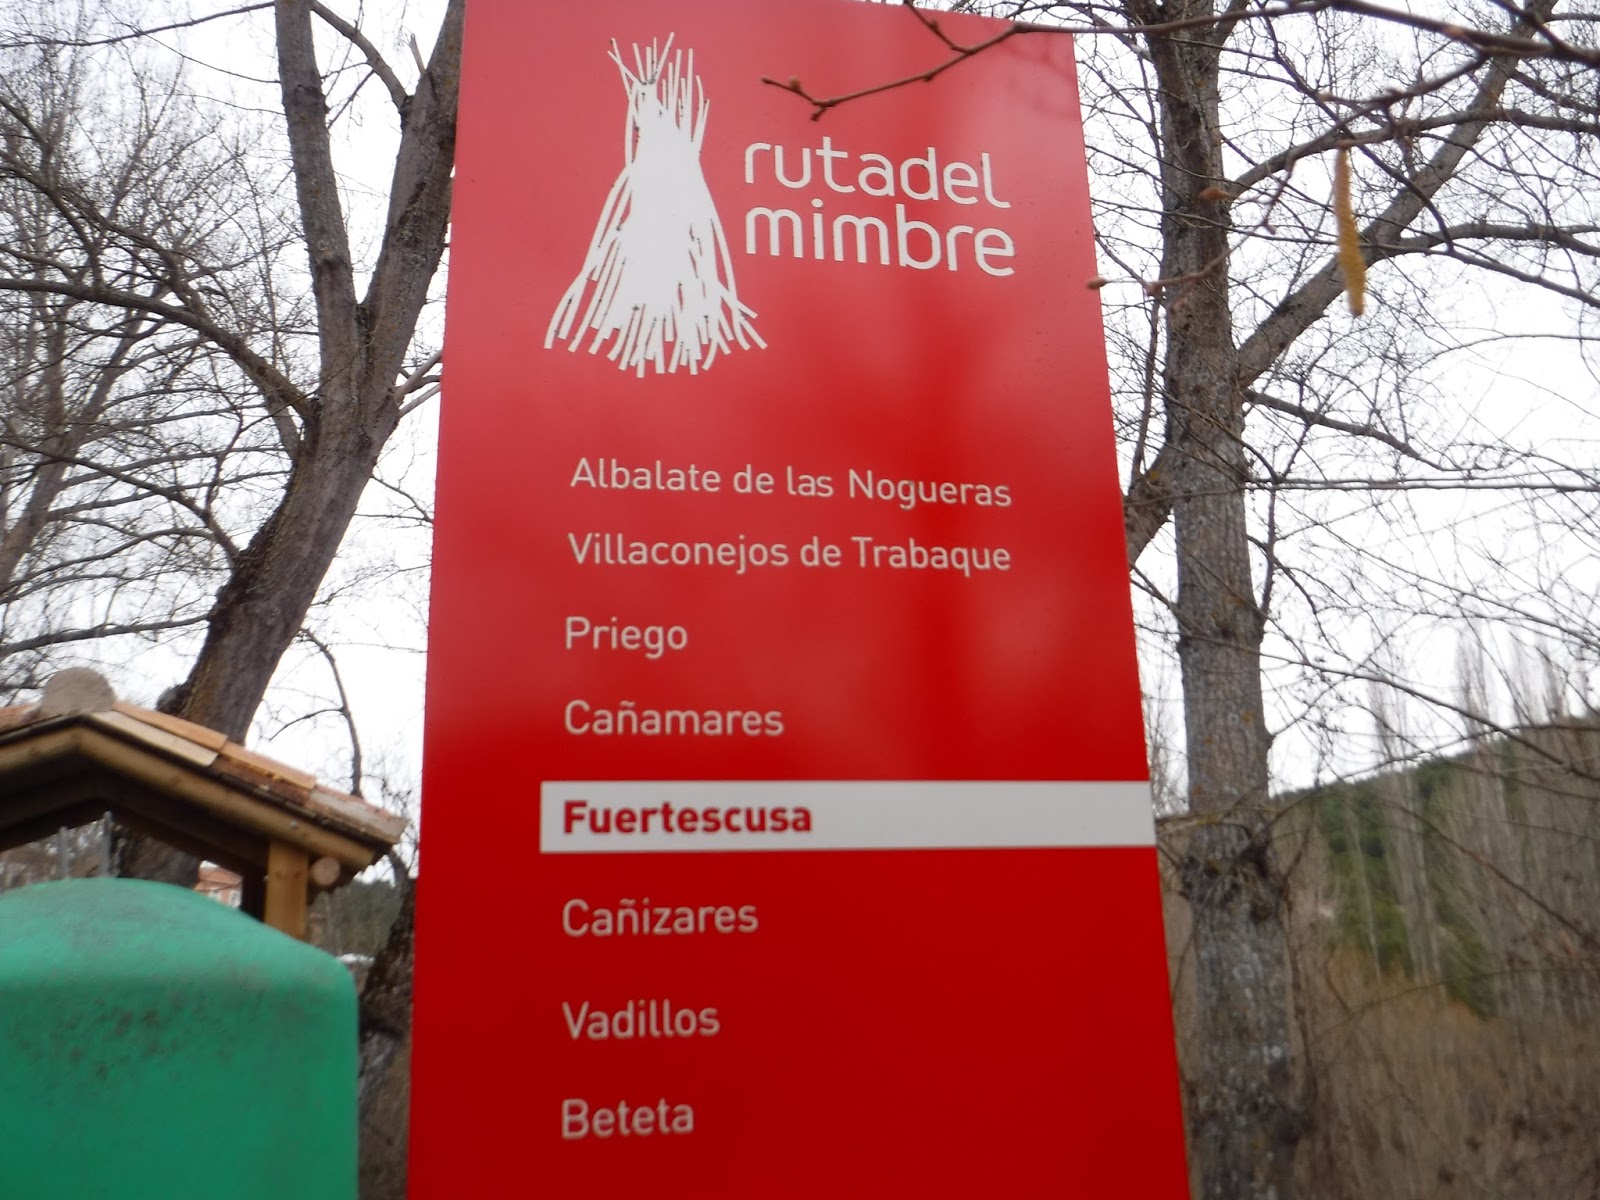 rutadel
mimbre
Albalate de las Nogueras
Villaconejos de Trabaque
Priego
Cañamares
Fuertescusa
Cañizares
Vadillos
Beteta